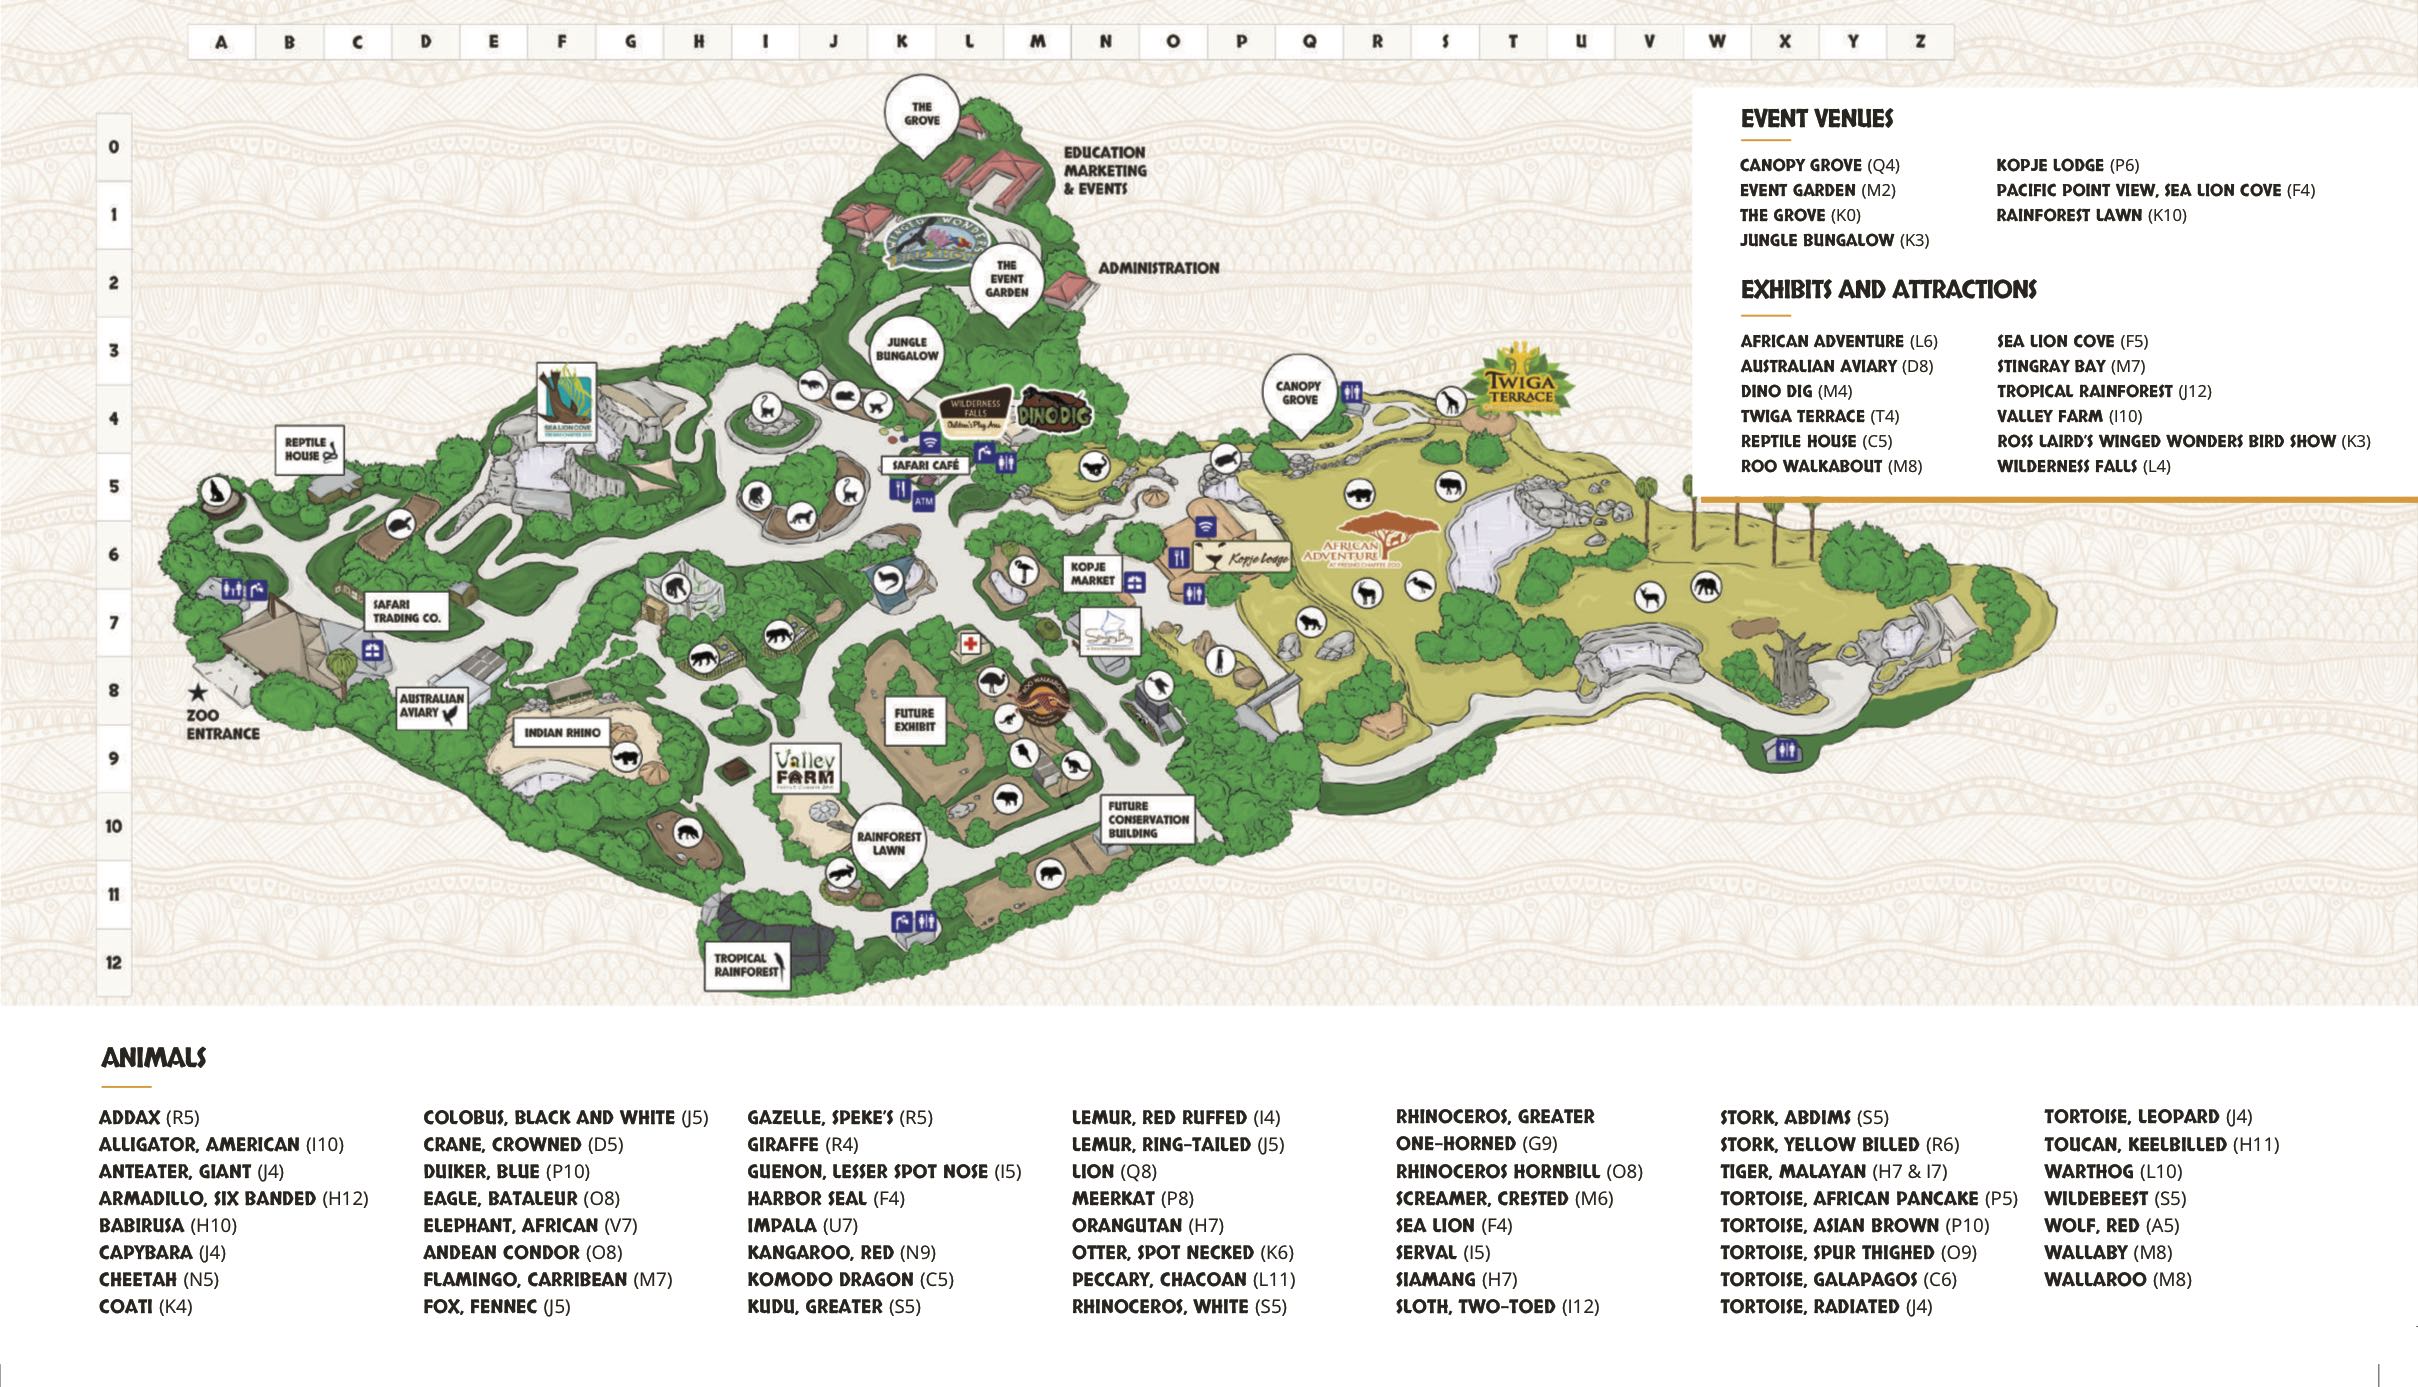 A B C D E F G H I J K L M N O P Q R S T U V W X Y Z
0
1
2
3
4
5
6
7
8
9
10
11
12
THE
GROVE
EDUCATION
MARKETING
& EVENTS
WINGED WONDERS
BIRD SHOW
THE
EVENT
GARDEN
ADMINISTRATION
JUNGLE
BUNGALOW
WILDERNESS
FALLS
Children's Play Area
DINO DIG
CANOPY
GROVE
TWIGA
TERRACE
SEA LION COVE
REPTILE
HOUSE
SAFARI CAFÉ
ATM
KOPJE
MARKET
Kopje Lodge
AFRICAN
ADVENTURE
AT FRESNO CHAFFEE ZOO
SAFARI
TRADING CO.
Stingray Bay
ZOO
ENTRANCE
AUSTRALIAN
AVIARY
INDIAN RHINO
FUTURE
EXHIBIT
ROO WALKABOUT
Valley
FARM
RAINFOREST
LAWN
FUTURE
CONSERVATION
BUILDING
TROPICAL
RAINFOREST
EVENT VENUES
CANOPY GROVE (Q4)
EVENT GARDEN (M2)
THE GROVE (K0)
JUNGLE BUNGALOW (K3)
KOPJE LODGE (P6)
PACIFIC POINT VIEW, SEA LION COVE (F4)
RAINFOREST LAWN (K10)
EXHIBITS AND ATTRACTIONS
AFRICAN ADVENTURE (L6)
AUSTRALIAN AVIARY (D8)
DINO DIG (M4)
TWIGA TERRACE (T4)
REPTILE HOUSE (C5)
ROO WALKABOUT (M8)
SEA LION COVE (F5)
STINGRAY BAY (M7)
TROPICAL RAINFOREST (J12)
VALLEY FARM (I10)
ROSS LAIRD'S WINGED WONDERS BIRD SHOW (K3)
WILDERNESS FALLS (L4)
ANIMALS
ADDAX (R5)
ALLIGATOR, AMERICAN (I10)
ANTEATER, GIANT (J4)
ARMADILLO, SIX BANDED (H12)
BABIRUSA (H10)
CAPYBARA (J4)
CHEETAH (N5)
COATI (K4)
COLOBUS, BLACK AND WHITE (J5)
CRANE, CROWNED (D5)
DUIKER, BLUE (P10)
EAGLE, BATALEUR (O8)
ELEPHANT, AFRICAN (V7)
ANDEAN CONDOR (O8)
FLAMINGO, CARRIBEAN (M7)
FOX, FENNEC (J5)
GAZELLE, SPEKE'S (R5)
GIRAFFE (R4)
GUENON, LESSER SPOT NOSE (I5)
HARBOR SEAL (F4)
IMPALA (U7)
KANGAROO, RED (N9)
KOMODO DRAGON (C5)
KUDU, GREATER (S5)
LEMUR, RED RUFFED (I4)
LEMUR, RING-TAILED (J5)
LION (Q8)
MEERKAT (P8)
ORANGUTAN (H7)
OTTER, SPOT NECKED (K6)
PECCARY, CHACOAN (L11)
RHINOCEROS, WHITE (S5)
RHINOCEROS, GREATER
ONE-HORNED (G9)
RHINOCEROS HORNBILL (O8)
SCREAMER, CRESTED (M6)
SEA LION (F4)
SERVAL (I5)
SIAMANG (H7)
SLOTH, TWO-TOED (I12)
STORK, ABDIMS (S5)
STORK, YELLOW BILLED (R6)
TIGER, MALAYAN (H7 & I7)
TORTOISE, AFRICAN PANCAKE (P5)
TORTOISE, ASIAN BROWN (P10)
TORTOISE, SPUR THIGHED (O9)
TORTOISE, GALAPAGOS (C6)
TORTOISE, RADIATED (J4)
TORTOISE, LEOPARD (J4)
TOUCAN, KEELBILLED (H11)
WARTHOG (L10)
WILDEBEEST (S5)
WOLF, RED (A5)
WALLABY (M8)
WALLAROO (M8)